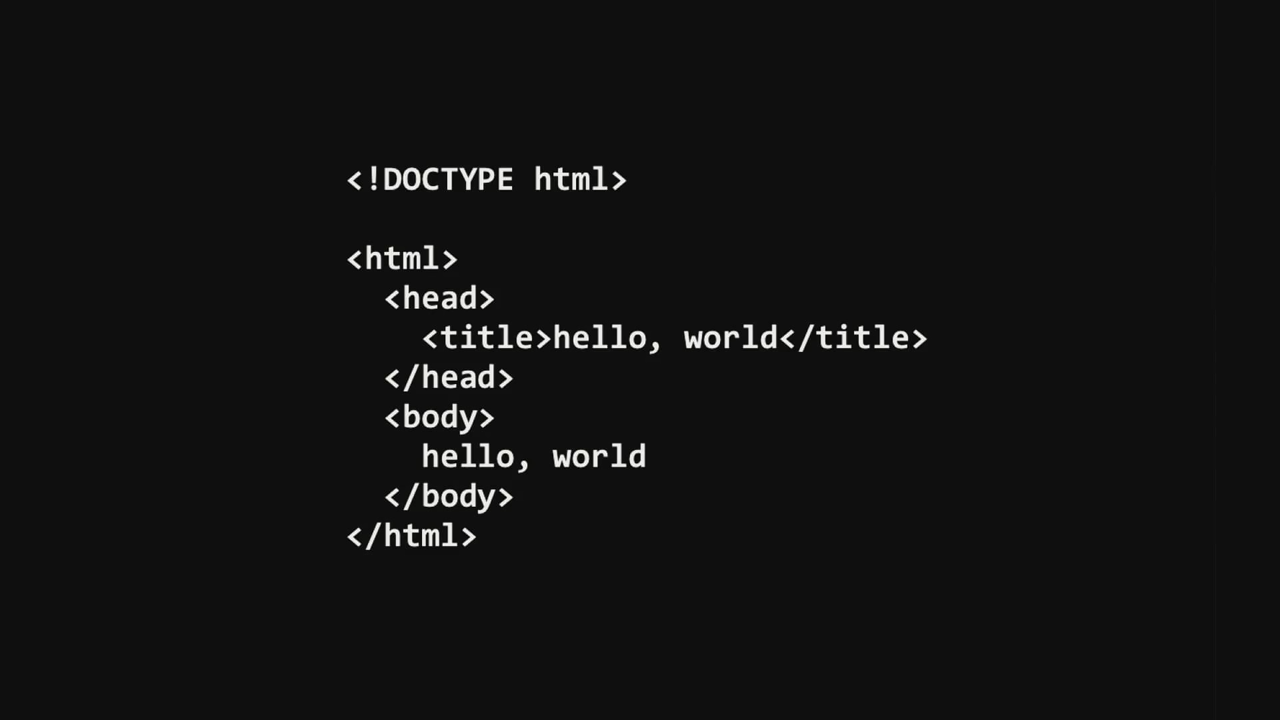 <!DOCTYPE html>
<html>
<head>
<title>hello, world</title>
</head>
<body>
hello, world
</body>
</html>